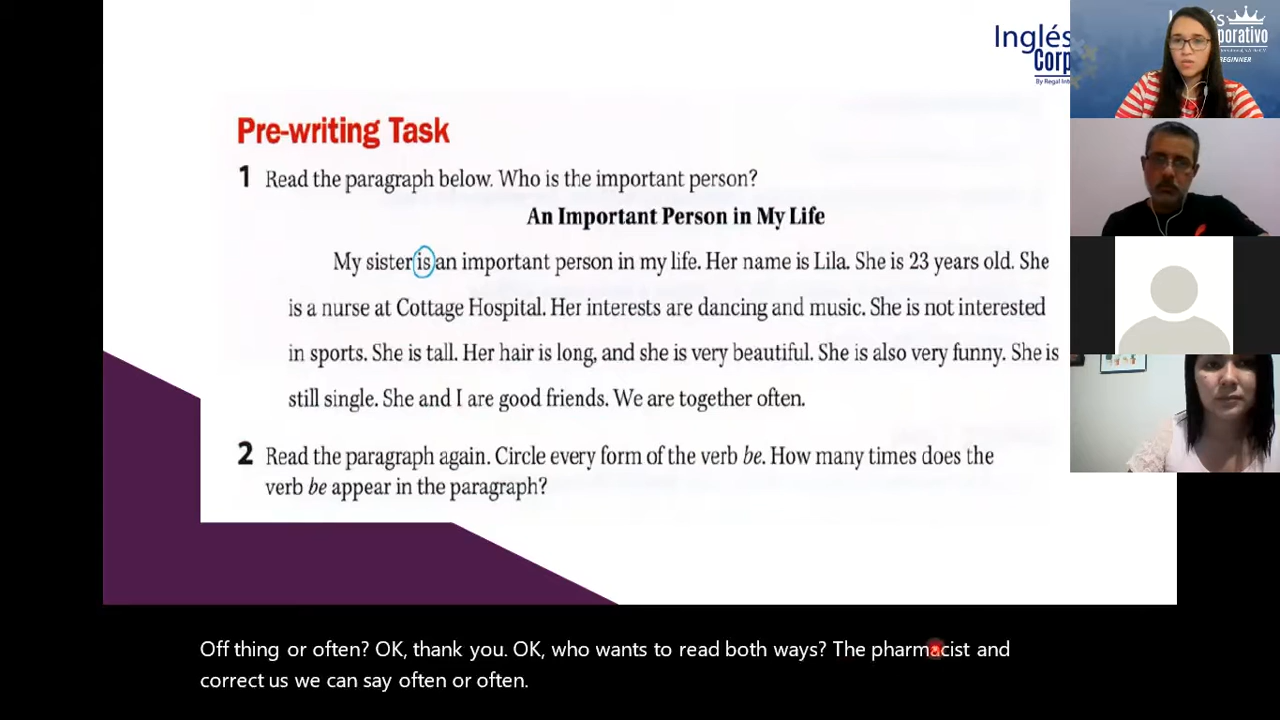 Inglés
Corp
By Regal Int
porativo
BEGINNER
Pre-writing Task
1 Read the paragraph below. Who is the important person?
An Important Person in My Life
My sister is an important person in my life. Her name is Lila. She is 23 years old. She
is a nurse at Cottage Hospital. Her interests are dancing and music. She is not interested
in sports. She is tall. Her hair is long, and she is very beautiful. She is also very funny. She is
still single. She and I are good friends. We are together often.
2 Read the paragraph again. Circle every form of the verb be. How many times does the
verb be appear in the paragraph?
Off thing or often? OK, thank you. OK, who wants to read both ways? The pharmacist and
correct us we can say often or often.